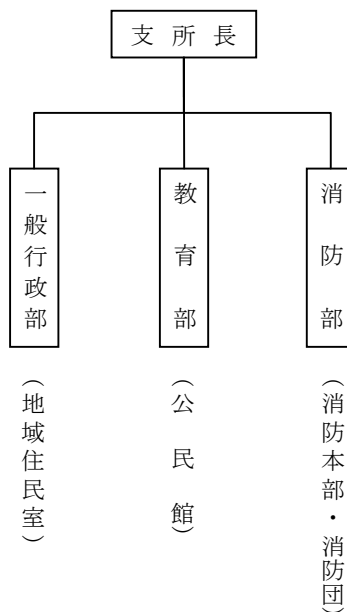 支所長
一般行政部
教育部
消防部
（地域住民室）
（公民館）
（消防本部・消防団）